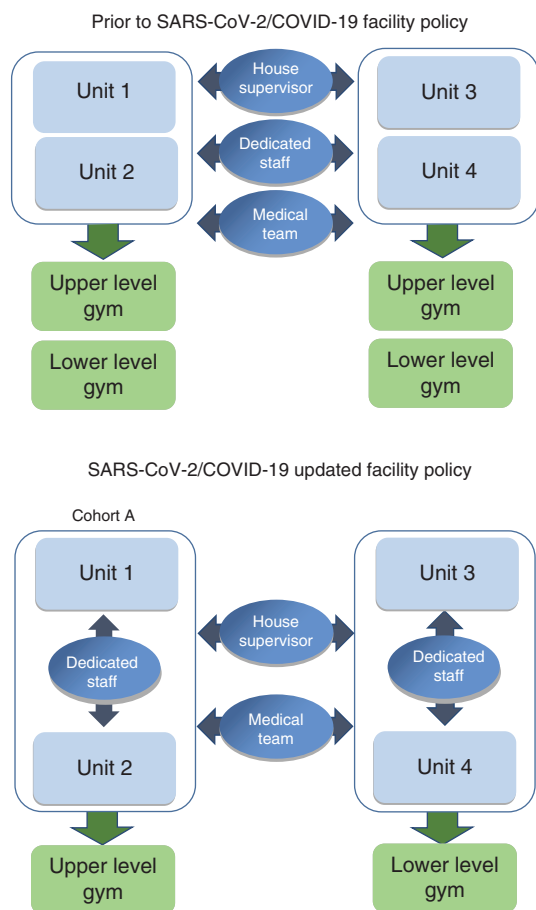 Prior to SARS-CoV-2/COVID-19 facility policy
Unit 1
Unit 2
House
supervisor
Dedicated
staff
Medical
team
Unit 3
Unit 4
Upper level
gym
Lower level
gym
Upper level
gym
Lower level
gym
SARS-CoV-2/COVID-19 updated facility policy
Cohort A
Unit 1
Dedicated
staff
Unit 2
House
supervisor
Medical
team
Unit 3
Dedicated
staff
Unit 4
Upper level
gym
Lower level
gym